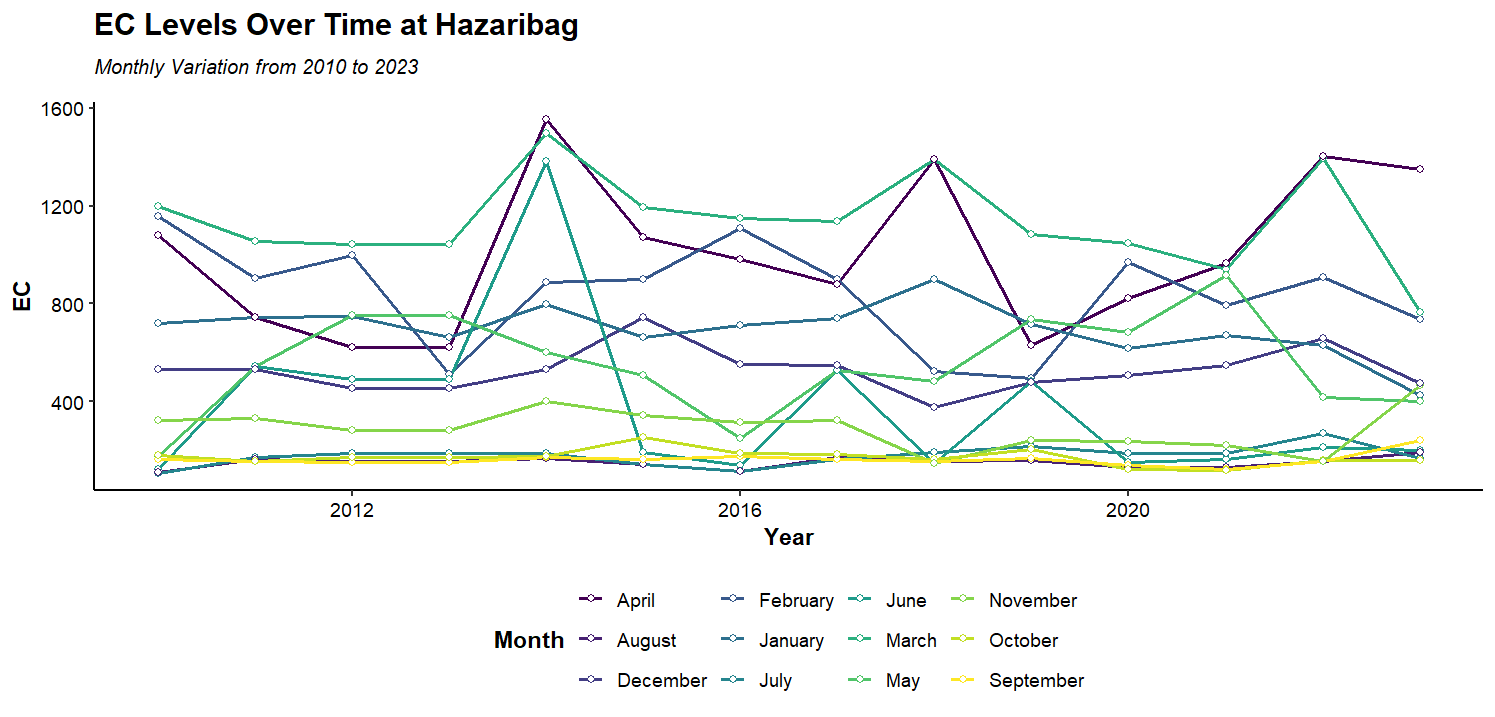 EC Levels Over Time at Hazaribag
Monthly Variation from 2010 to 2023
1600
1200
800
400
EC
2012 2016 2020
Year
Month
April February June November
August January March October
December July May September